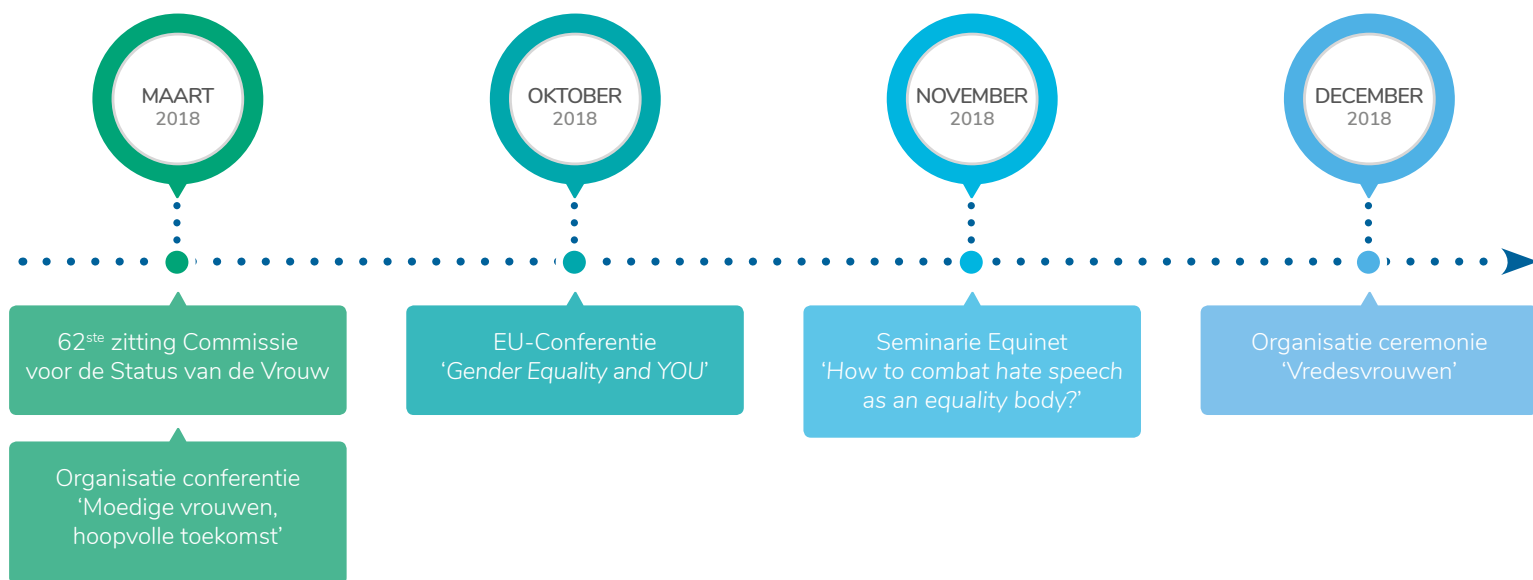 MAART
2018
OKTOBER
2018
NOVEMBER
2018
DECEMBER
2018
62ste zitting Commissie
voor de Status van de Vrouw
Organisatie conferentie
‘Moedige vrouwen,
hoopvolle toekomst’
EU-Conferentie
‘Gender Equality and YOU’
Seminarie Equinet
‘How to combat hate speech
as an equality body?’
Organisatie ceremonie
‘Vredesvrouwen’